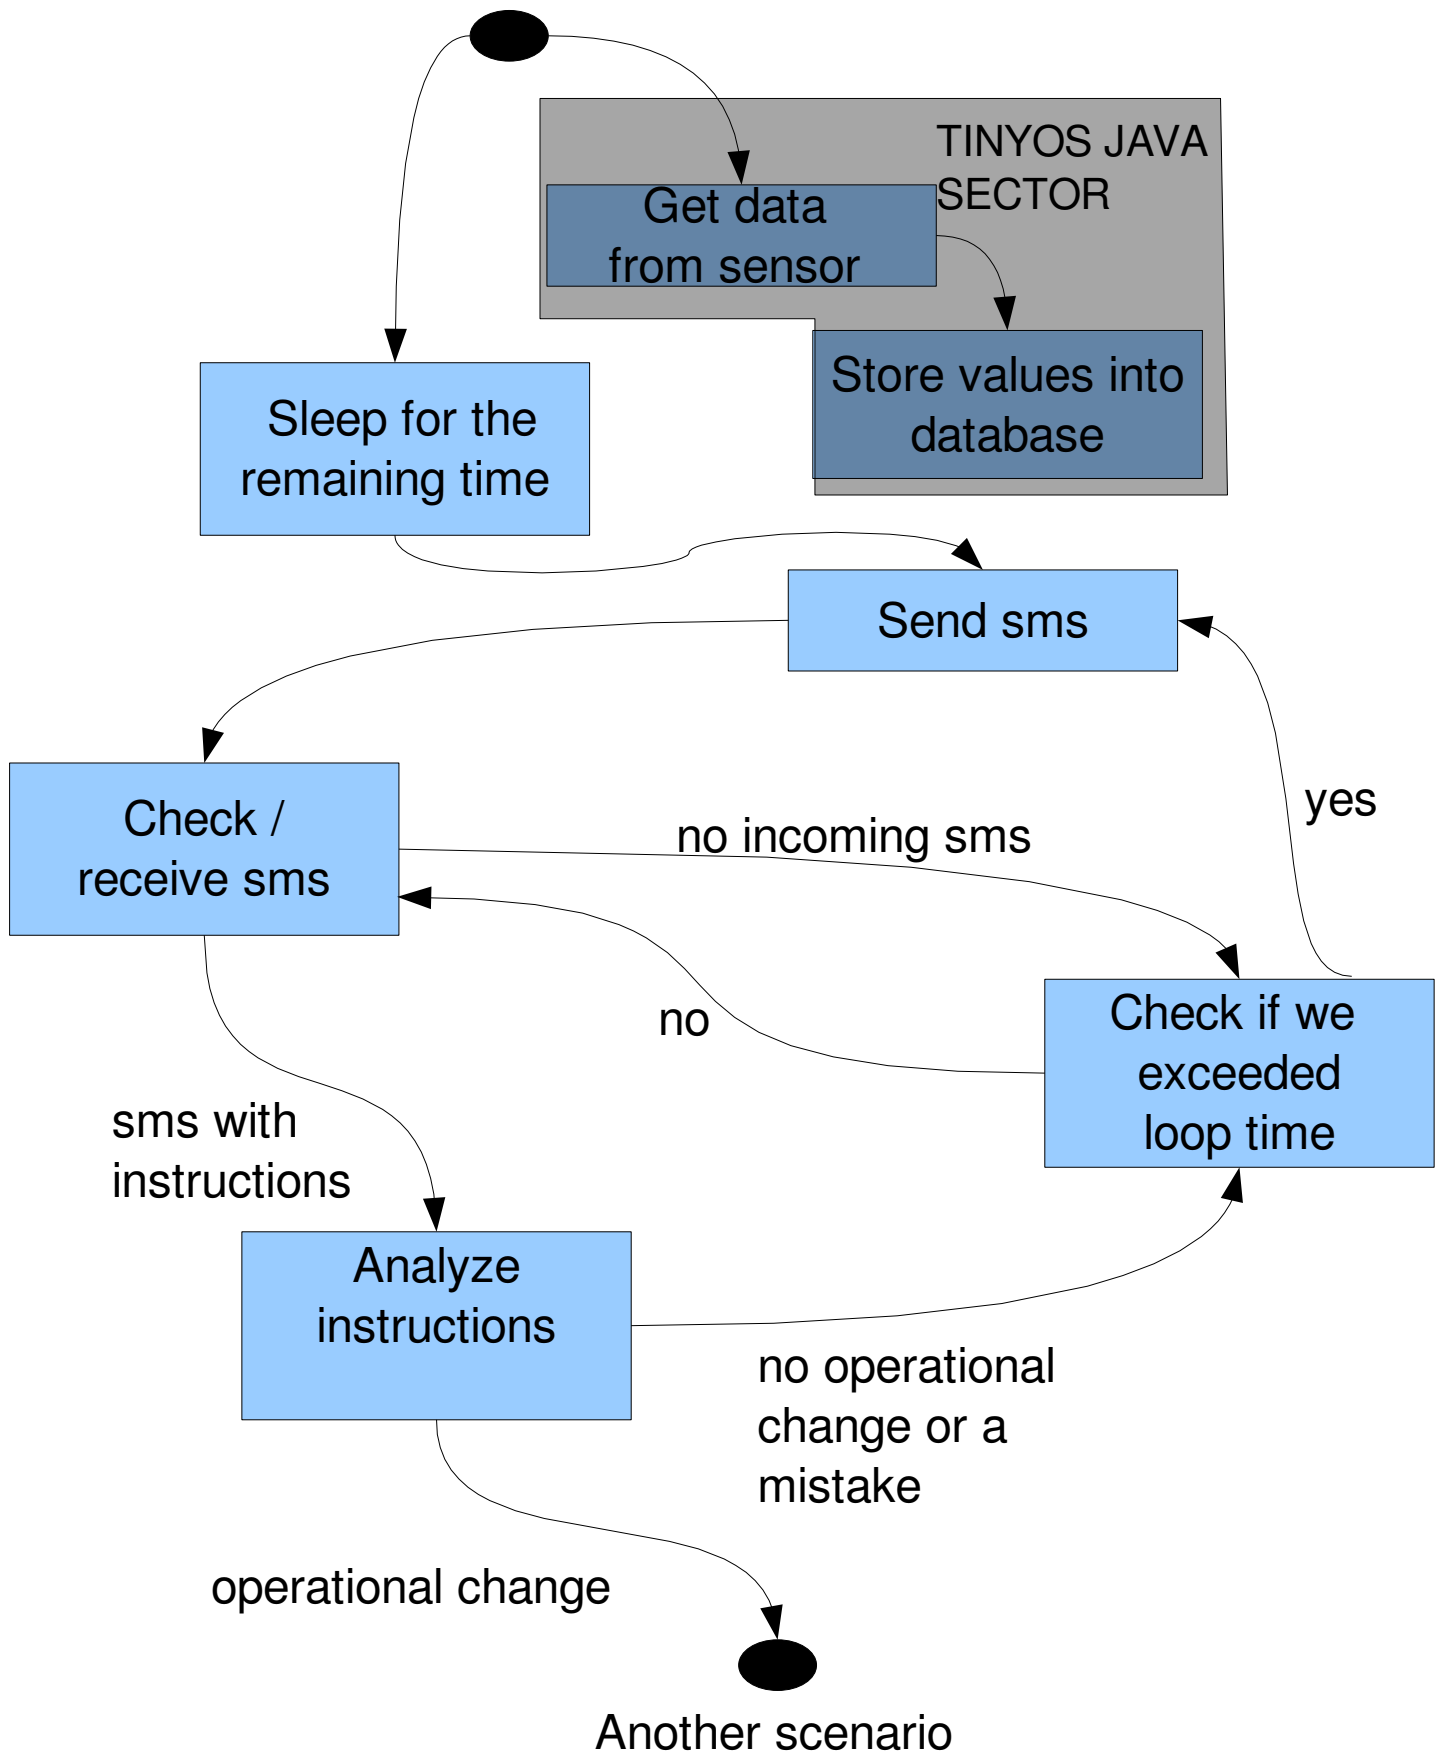 TINYOS JAVA
SECTOR
Get data
from sensor
Store values into
database
Sleep for the
remaining time
Send sms
yes
Check /
receive sms
no incoming sms
no
Check if we
exceeded
loop time
sms with
instructions
Analyze
instructions
no operational
change or a
mistake
operational change
Another scenario